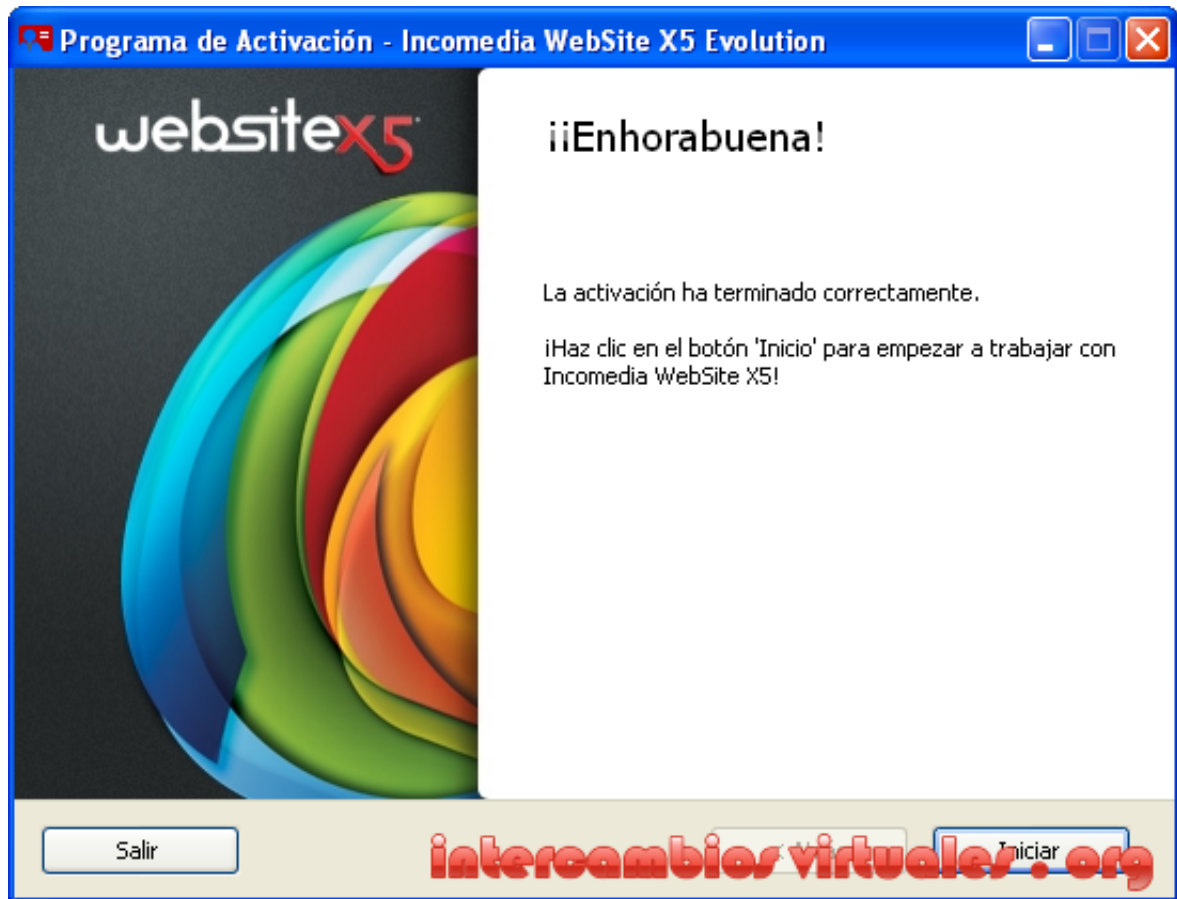 Programa de Activación - Incomedia WebSite X5 Evolution
websitex5
¡¡Enhorabuena!
La activación ha terminado correctamente.
¡Haz clic en el botón 'Inicio' para empezar a trabajar con
Incomedia WebSite X5!
Salir
Iniciar
intercambios virtuales . org